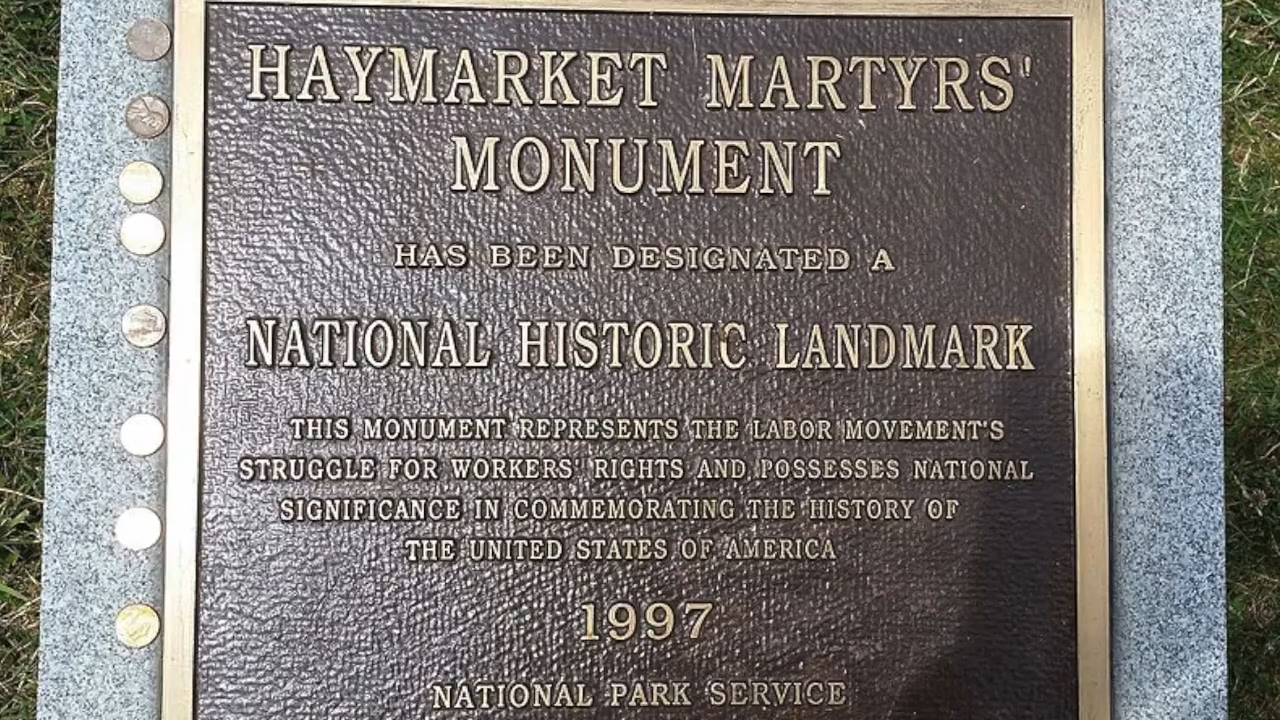 HAYMARKET MARTYRS'
MONUMENT
HAS BEEN DESIGNATED A
NATIONAL HISTORIC LANDMARK
THIS MONUMENT REPRESENTS THE LABOR MOVEMENT'S
STRUGGLE FOR WORKERS' RIGHTS AND POSSESSES NATIONAL
SIGNIFICANCE IN COMMEMORATING THE HISTORY OF
THE UNITED STATES OF AMERICA
1997
NATIONAL PARK SERVICE